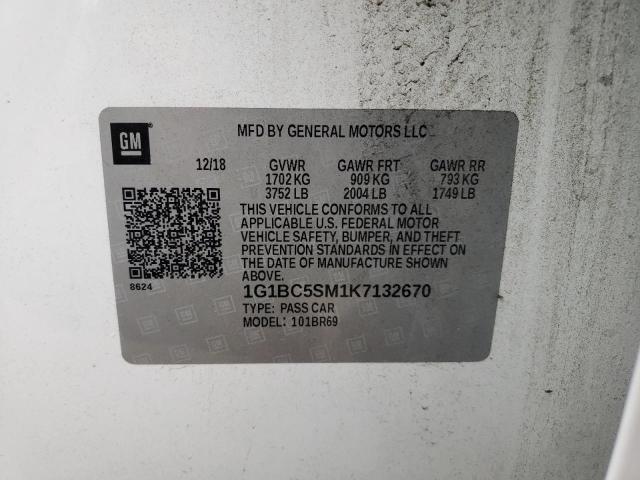 GM
MFD BY GENERAL MOTORS LLC
12/18 GVWR GAWR FRT GAWR RR
1702 KG 909 KG 793 KG
3752 LB 2004 LB 1749 LB
THIS VEHICLE CONFORMS TO ALL
APPLICABLE U.S. FEDERAL MOTOR
VEHICLE SAFETY, BUMPER, AND THEFT
PREVENTION STANDARDS IN EFFECT ON
THE DATE OF MANUFACTURE SHOWN
ABOVE.
8624
1G1BC5SM1K7132670
TYPE: PASS CAR
MODEL: 101BR69